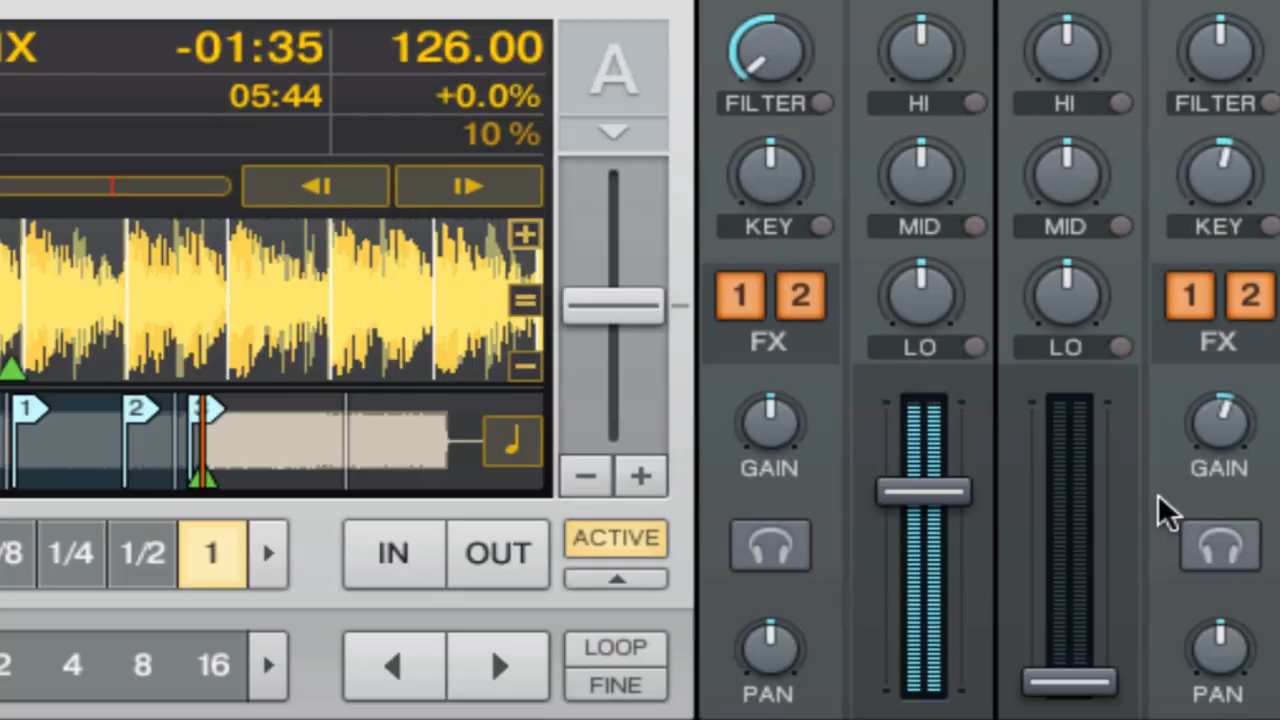 IX -01:35 126.00
05:44 +0.0%
10 %
A
+
=
−
1 2 3
− +
/8 1/4 1/2 1
IN OUT
ACTIVE
2 4 8 16
LOOP
FINE
FILTER HI HI FILTER
KEY MID MID KEY
1 2 LO LO 1 2
FX FX
GAIN GAIN
PAN PAN